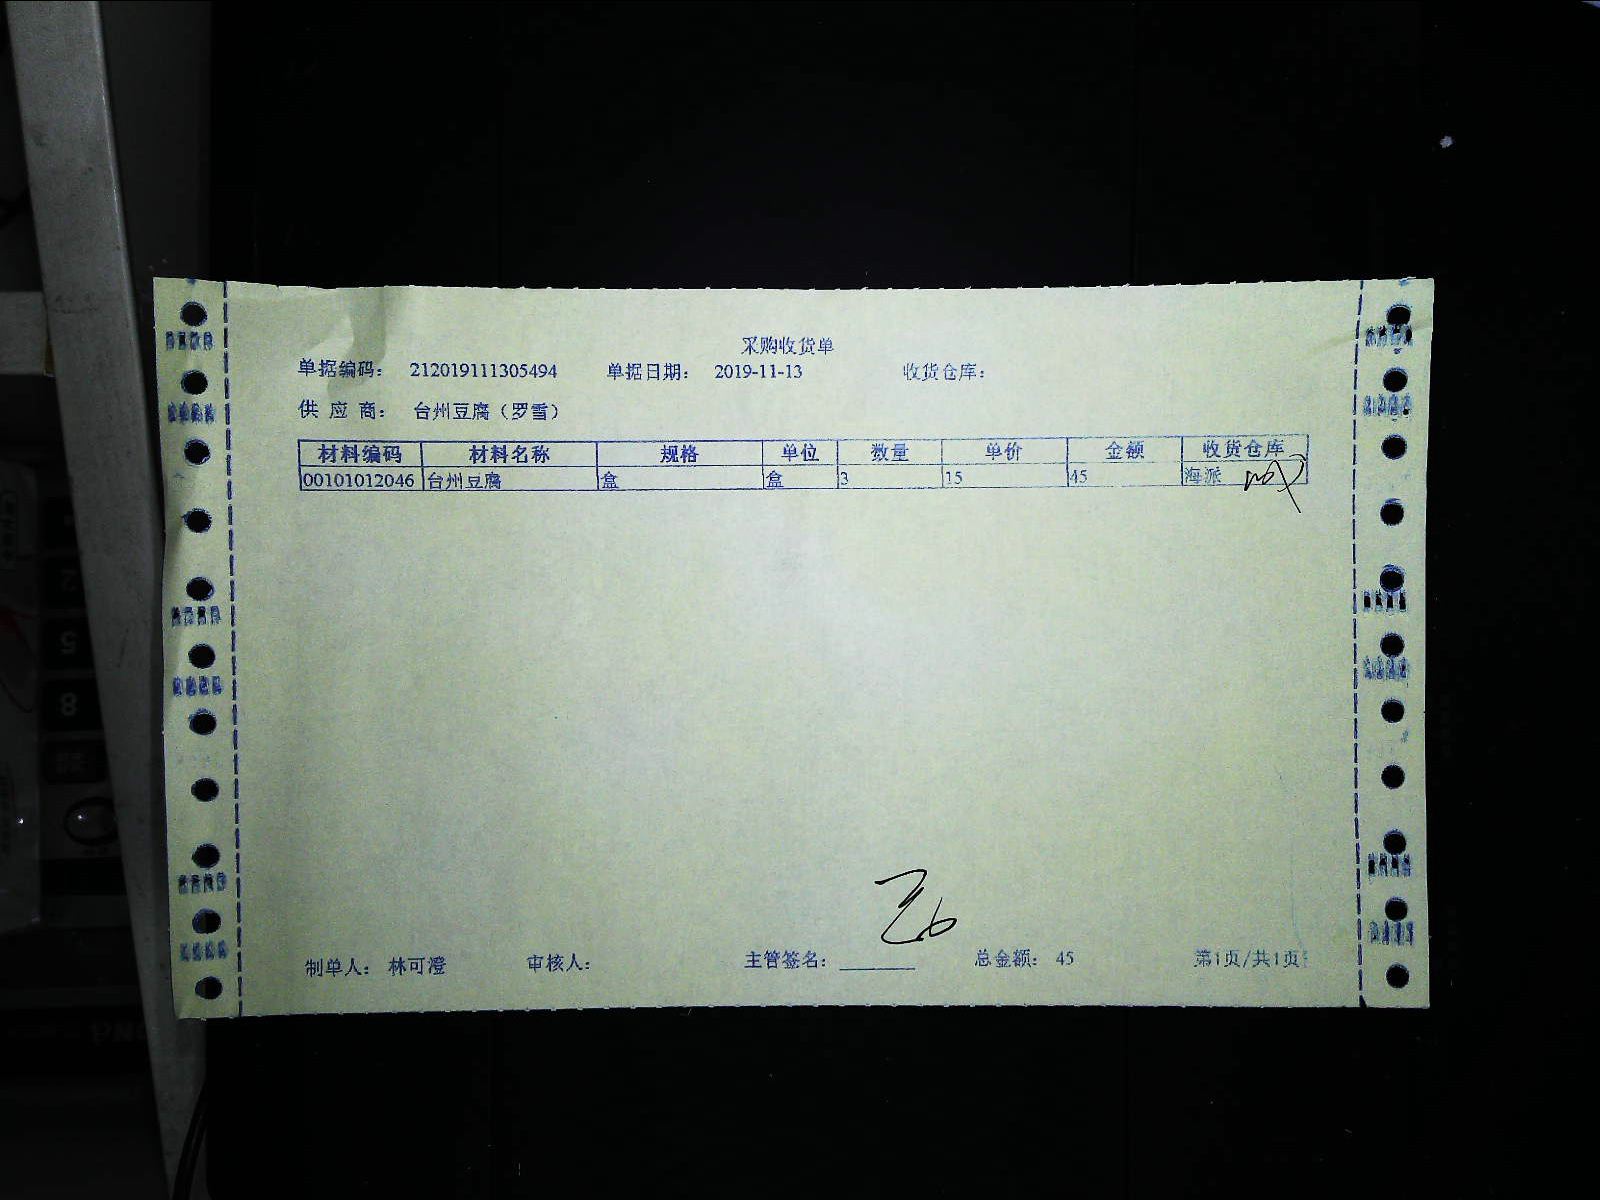 采购收货单
单据编码： 212019111305494 单据日期： 2019-11-13 收货仓库：
供 应 商： 台州豆腐（罗雪）
材料编码 材料名称 规格 单位 数量 单价 金额 收货仓库
00101012046 台州豆腐 盒 盒 3 15 45 海派
制单人： 林可澄 审核人： 主管签名：________ 总金额： 45 第1页/共1页